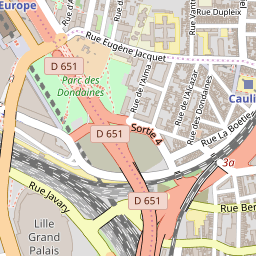 Europe
Rue Dupleix
Rue Eugène Jacquet
D 651
Parc des
Dondaines
Rue de l'Alma
Rue de l'Alcazar
Rue des Dondaines
Cauli
D 651
Sortie 4
Rue La Boétie
3a
Rue Javary
D 651
Rue Ber
Lille
Grand
Palais